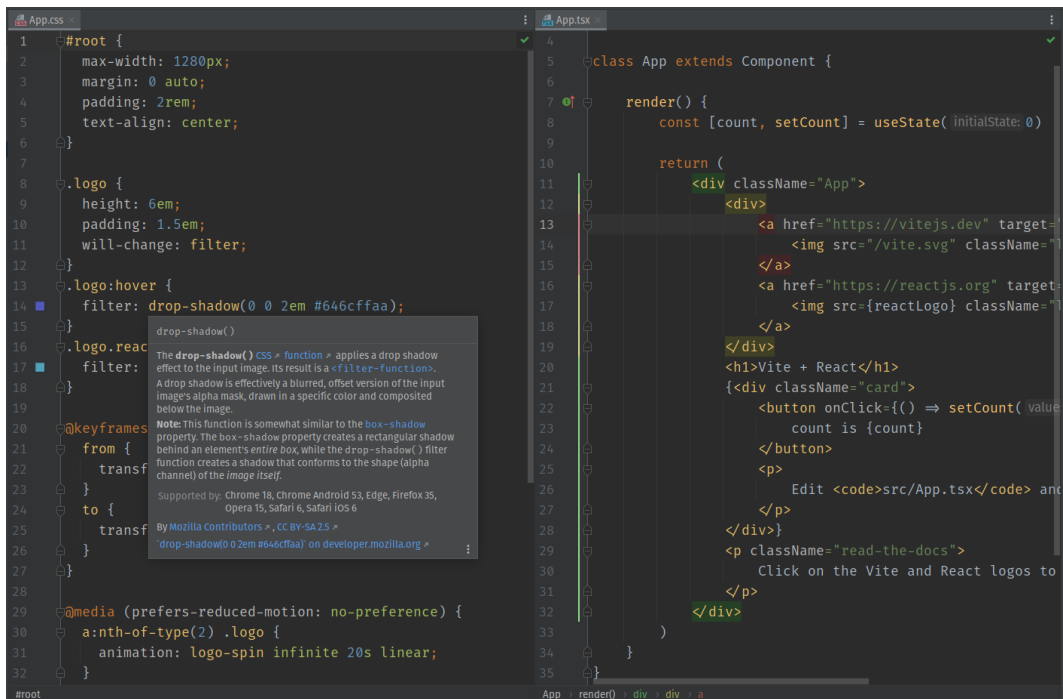 App.css
1 #root {
2 max-width: 1280px;
3 margin: 0 auto;
4 padding: 2rem;
5 text-align: center;
6 }
7
8 .logo {
9 height: 6em;
10 padding: 1.5em;
11 will-change: filter;
12 }
13 .logo:hover {
14 filter: drop-shadow(0 0 2em #646cffaa);
15 }
16 .logo.reac
17 filter:
18 }
19
20 @keyframes
21 from {
22 transf
23 }
24 to {
25 transf
26 }
27 }
28
29 @media (prefers-reduced-motion: no-preference) {
30 a:nth-of-type(2) .logo {
31 animation: logo-spin infinite 20s linear;
32 }
#root
drop-shadow()
The drop-shadow() CSS function applies a drop shadow
effect to the input image. Its result is a <filter-function>.
A drop shadow is effectively a blurred, offset version of the input
image's alpha mask, drawn in a specific color and composited
below the image.
Note: This function is somewhat similar to the box-shadow
property. The box-shadow property creates a rectangular shadow
behind an element's entire box, while the drop-shadow() filter
function creates a shadow that conforms to the shape (alpha
channel) of the image itself.
Supported by: Chrome 18, Chrome Android 53, Edge, Firefox 35,
Opera 15, Safari 6, Safari iOS 6
By Mozilla Contributors, CC BY-SA 2.5
`drop-shadow(0 0 2em #646cffaa)` on developer.mozilla.org
App.tsx
4
5 class App extends Component {
6
7 render() {
8 const [count, setCount] = useState( initialState: 0)
9
10 return (
11 <div className="App">
12 <div>
13 <a href="https://vitejs.dev" target=
14 <img src="/vite.svg" className="l
15 </a>
16 <a href="https://reactjs.org" target=
17 <img src={reactLogo} className="l
18 </a>
19 </div>
20 <h1>Vite + React</h1>
21 {<div className="card">
22 <button onClick={() => setCount( value
23 count is {count}
24 </button>
25 <p>
26 Edit <code>src/App.tsx</code> and
27 </p>
28 </div>}
29 <p className="read-the-docs">
30 Click on the Vite and React logos to
31 </p>
32 </div>
33 )
34 }
35 }
App > render() > div > div > a